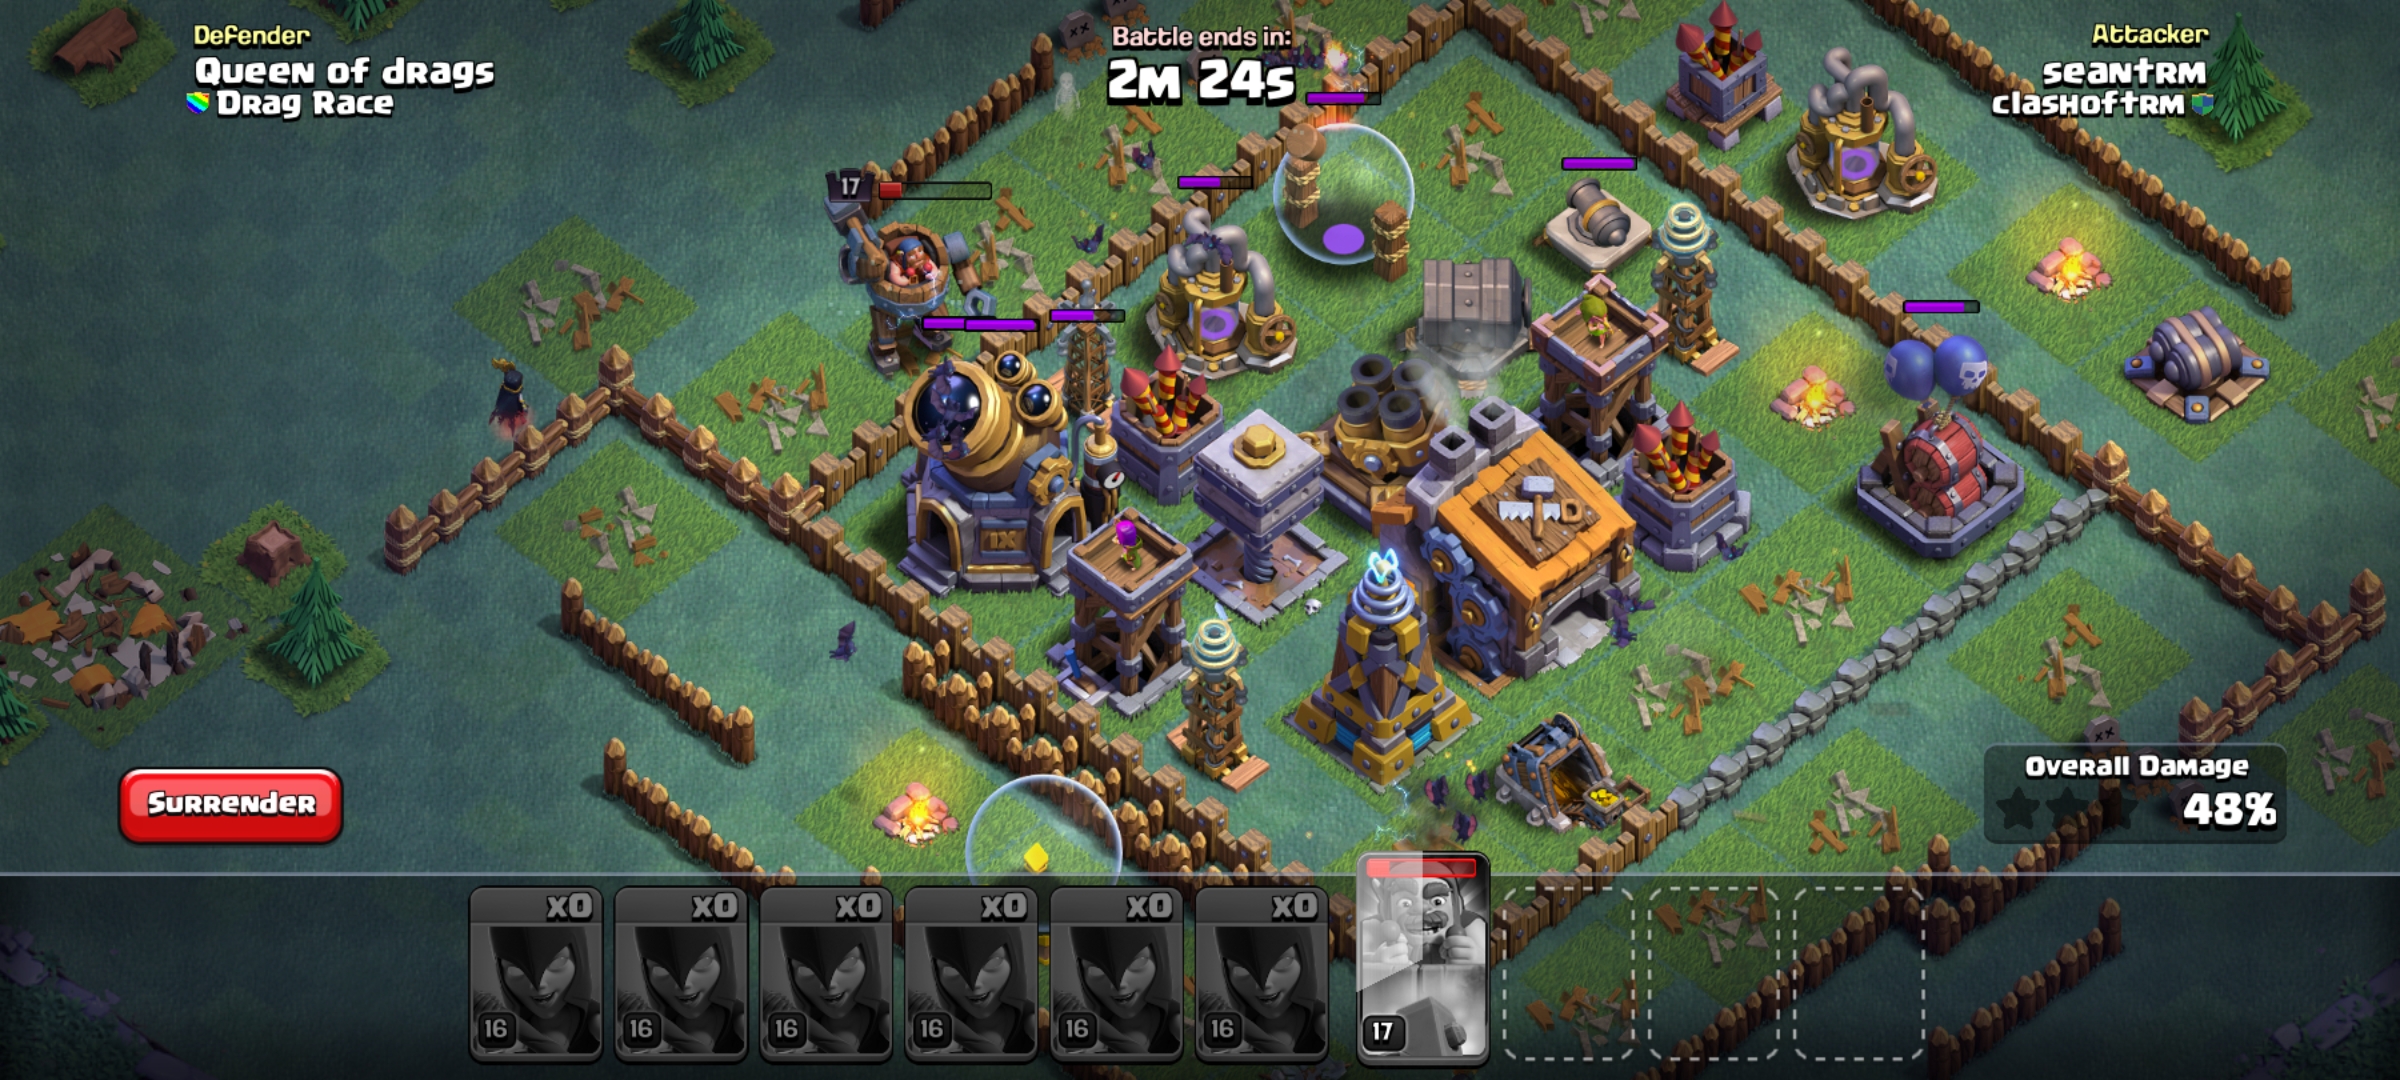 Defender
Queen of drags
Drag Race
Battle ends in:
2m 24s
Attacker
seantrm
clashoftrm
17
IX
Surrender
Overall Damage
48%
x0
x0
x0
x0
x0
x0
16
16
16
16
16
16
17